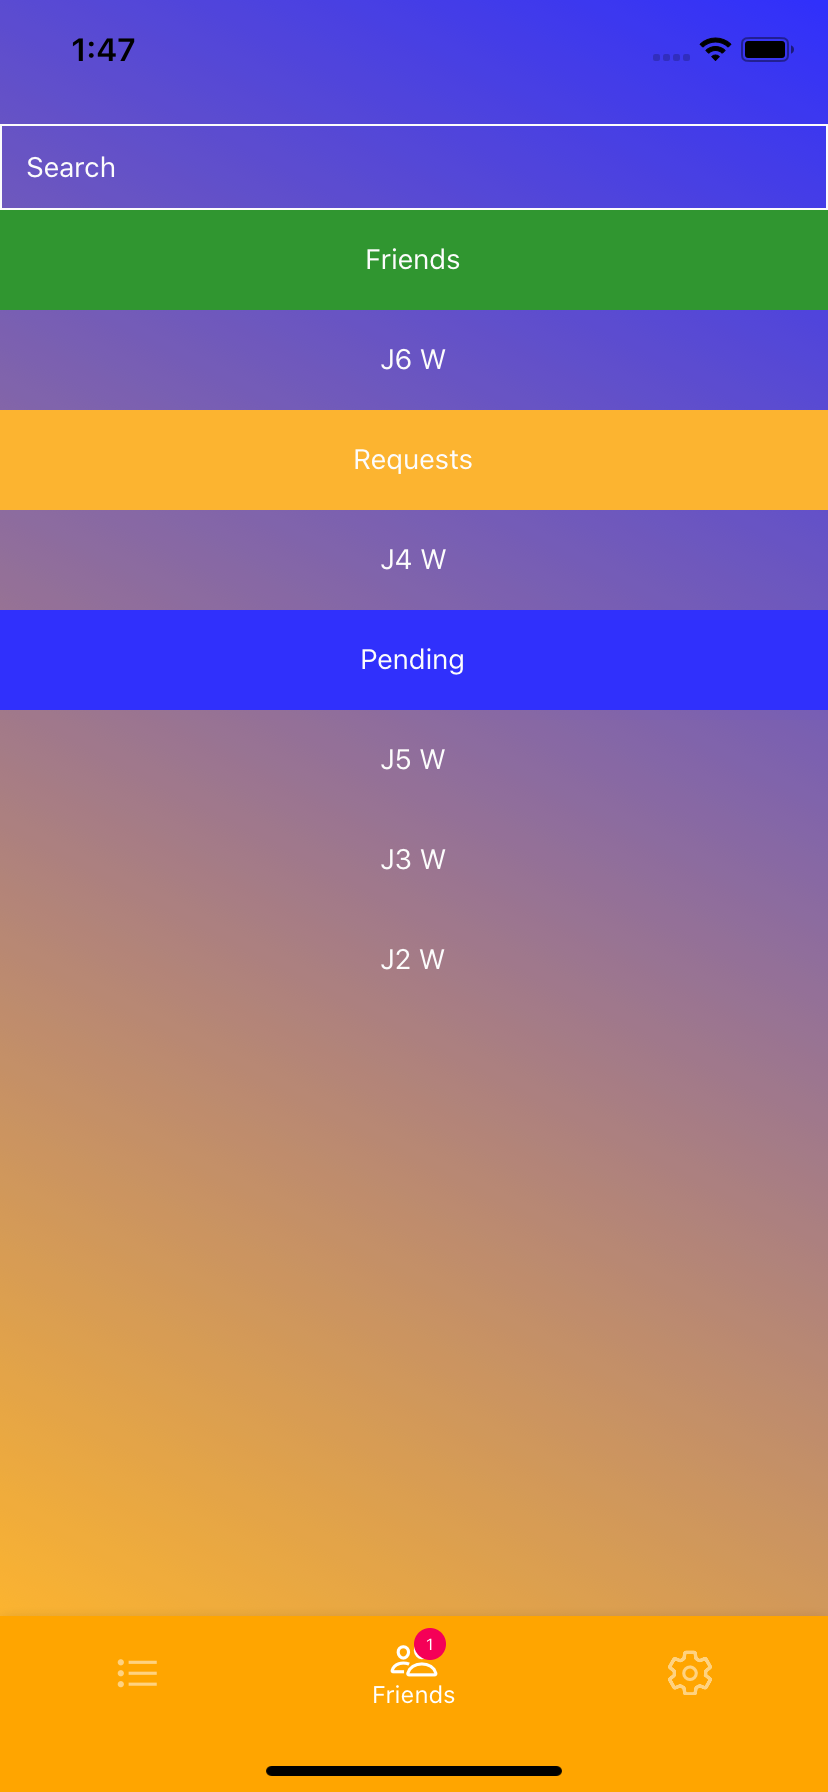 1:47
Search
Friends
J6 W
Requests
J4 W
Pending
J5 W
J3 W
J2 W
1
Friends